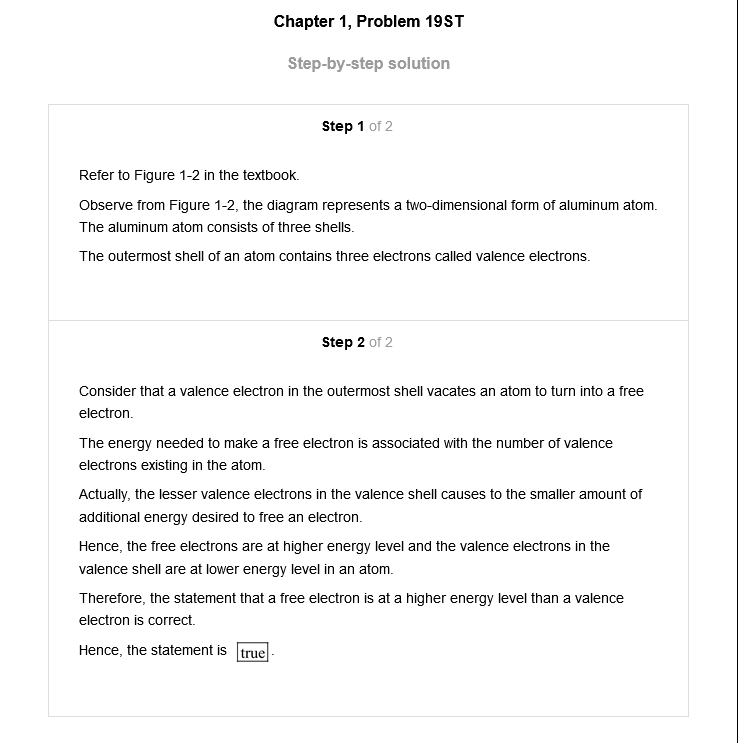 Chapter 1, Problem 19ST
Step-by-step solution
Step 1 of 2
Refer to Figure 1-2 in the textbook.
Observe from Figure 1-2, the diagram represents a two-dimensional form of aluminum atom.
The aluminum atom consists of three shells.
The outermost shell of an atom contains three electrons called valence electrons.
Step 2 of 2
Consider that a valence electron in the outermost shell vacates an atom to turn into a free
electron.
The energy needed to make a free electron is associated with the number of valence
electrons existing in the atom.
Actually, the lesser valence electrons in the valence shell causes to the smaller amount of
additional energy desired to free an electron.
Hence, the free electrons are at higher energy level and the valence electrons in the
valence shell are at lower energy level in an atom.
Therefore, the statement that a free electron is at a higher energy level than a valence
electron is correct.
Hence, the statement is true.